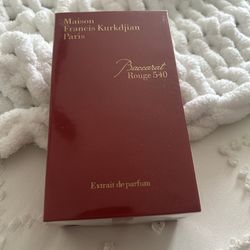 Maison
Francis Kurkdjian
Paris
Baccarat
Rouge 540
Extrait de parfum